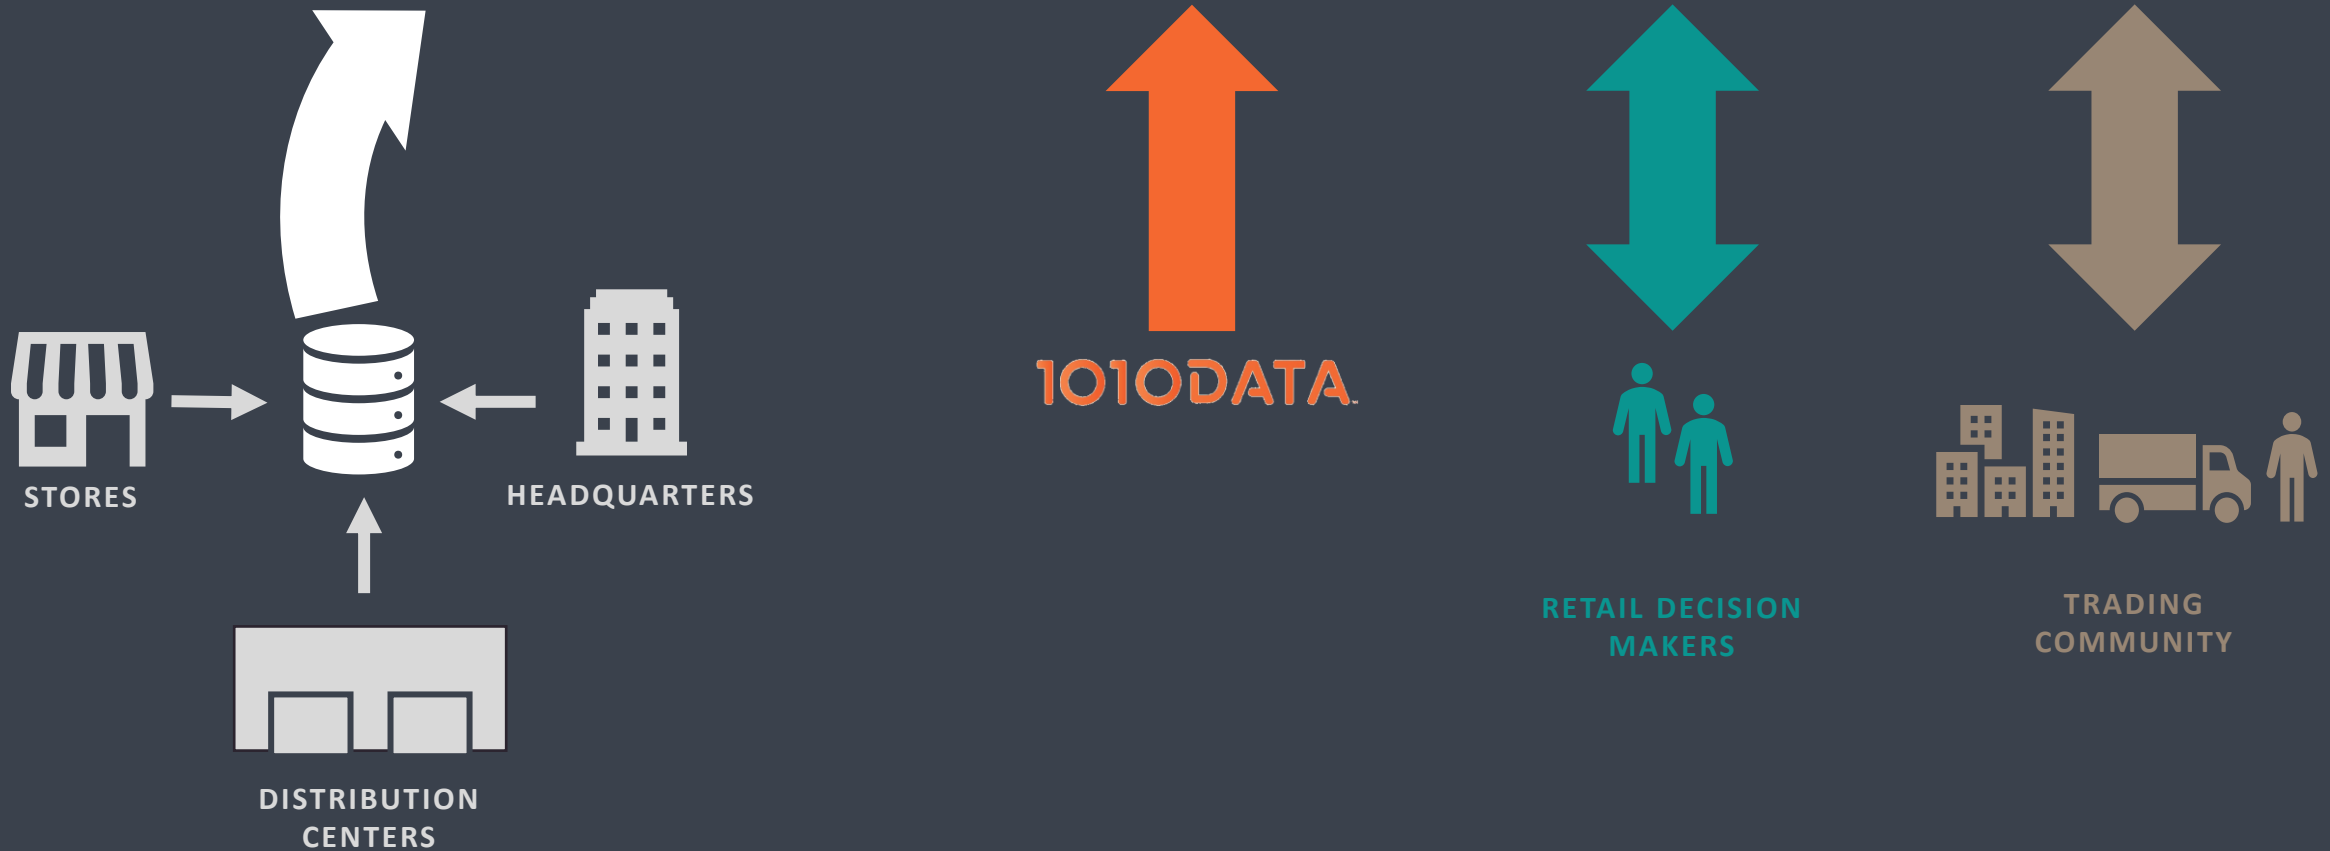 1010DATA
STORES
HEADQUARTERS
RETAIL DECISION
MAKERS
TRADING
COMMUNITY
DISTRIBUTION
CENTERS